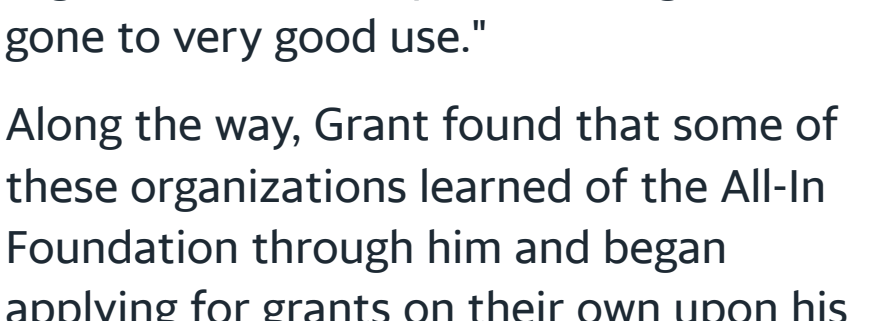 gone to very good use."
Along the way, Grant found that some of
these organizations learned of the All-In
Foundation through him and began
applying for grants on their own upon his